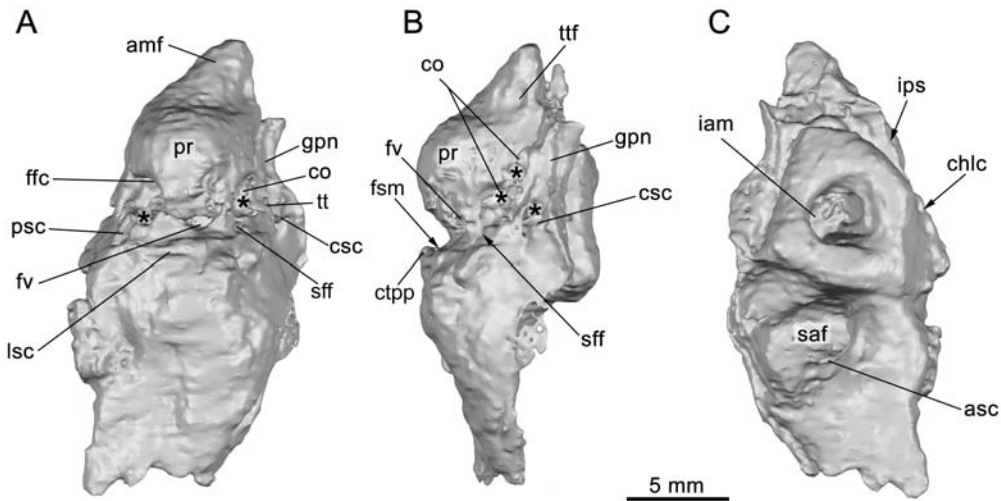 A
amf
pr
gpn
ffc
co
tt
psc
csc
fv
sff
lsc
B
ttf
co
gpn
fv
pr
fsm
csc
ctpp
sff
C
ips
iam
chlc
saf
asc
5 mm